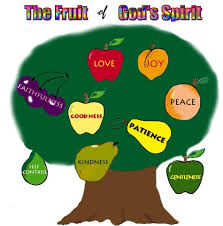 The Fruit of God's Spirit
LOVE
JOY
FAITHFULNESS
PEACE
GOODNESS
PATIENCE
KINDNESS
SELF
CONTROL
GENTLENESS